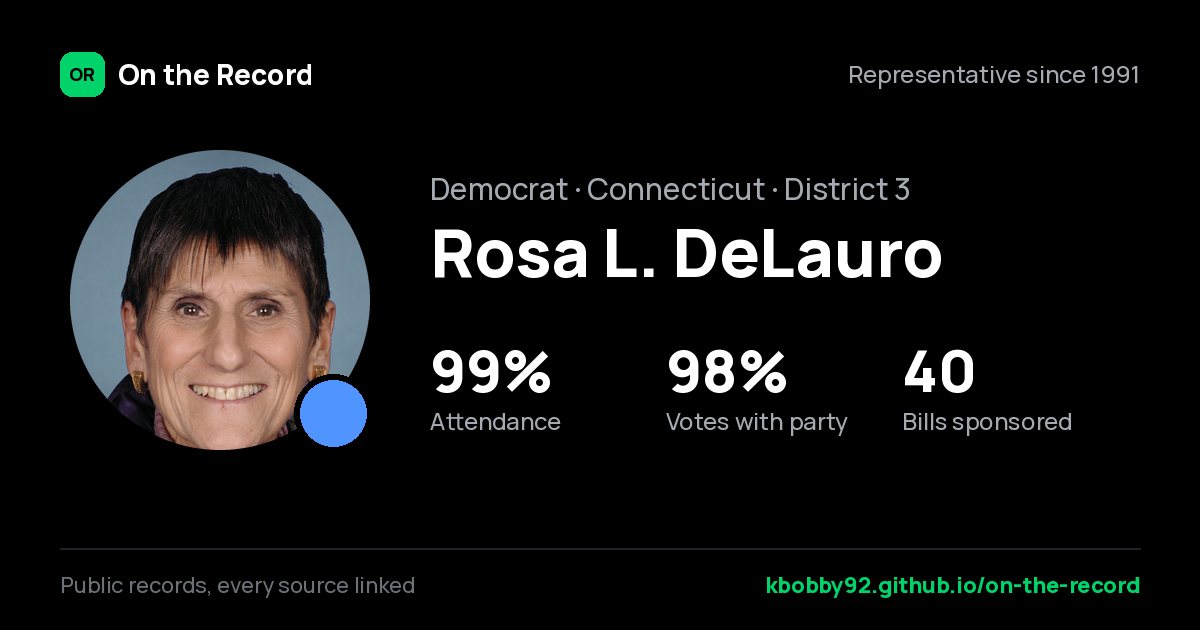 OR On the Record
Representative since 1991
Democrat · Connecticut · District 3
Rosa L. DeLauro
99% 98% 40
Attendance Votes with party Bills sponsored
Public records, every source linked
kbobby92.github.io/on-the-record